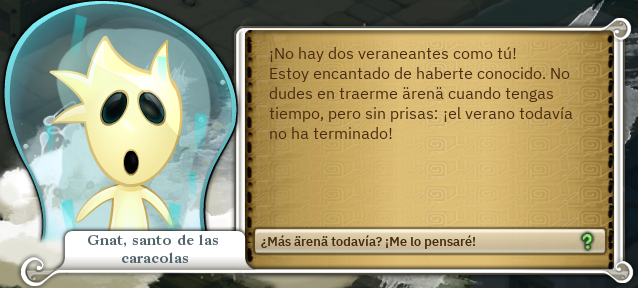 ¡No hay dos veraneantes como tú!
Estoy encantado de haberte conocido. No
dudes en traerme ärenä cuando tengas
tiempo, pero sin prisas: ¡el verano todavía
no ha terminado!
¿Más ärenä todavía? ¡Me lo pensaré!
?
Gnat, santo de las
caracolas